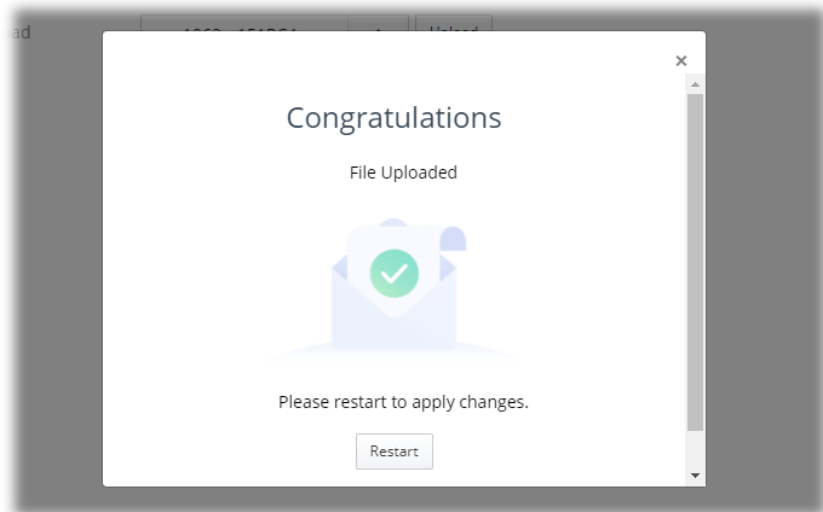 ×
Congratulations
File Uploaded
Please restart to apply changes.
Restart